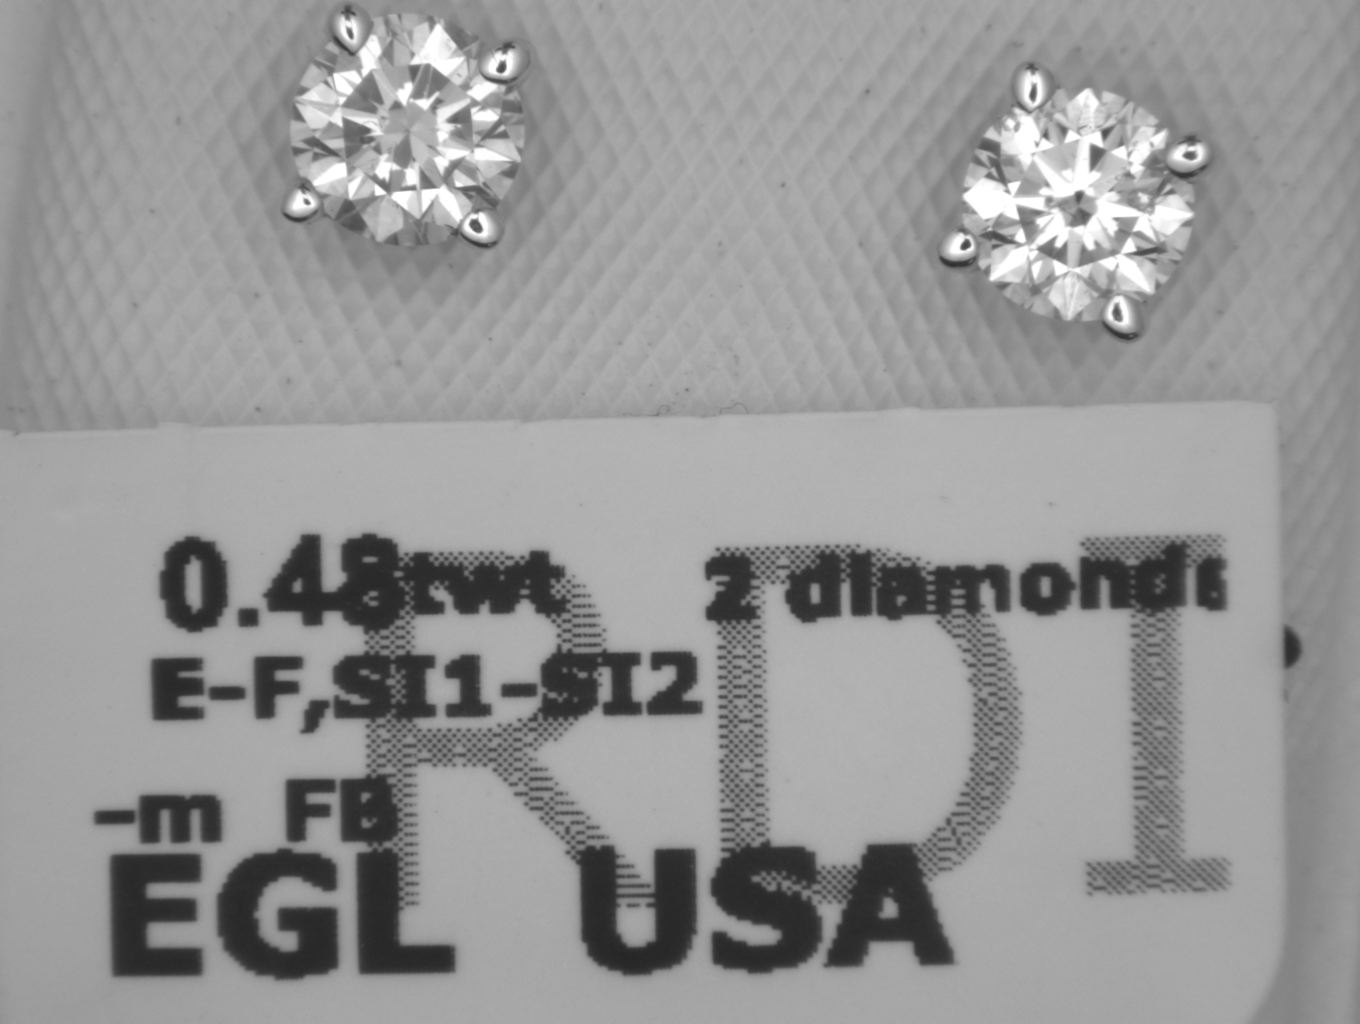 0.48twt 2 diamonds
E-F,SI1-SI2
-m FB
EGL USA
RDI